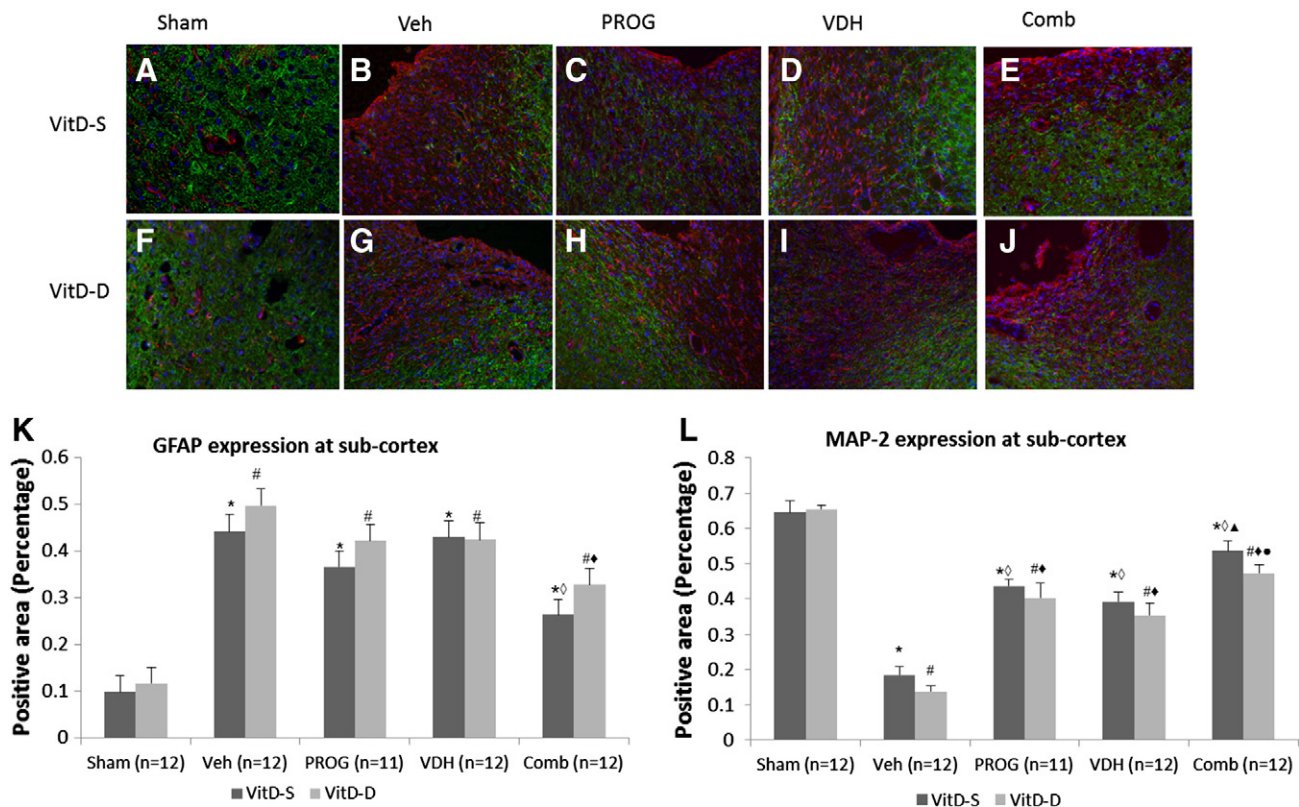 Sham Veh PROG VDH Comb
VitD-S
A B C D E
VitD-D
F G H I J
K
GFAP expression at sub-cortex
Positive area (Percentage)
0.6
0.5
0.4
0.3
0.2
0.1
0
*
#
*
#
*
#
*◊
#♦
Sham (n=12) Veh (n=12) PROG (n=11) VDH (n=12) Comb (n=12)
VitD-S VitD-D
L
MAP-2 expression at sub-cortex
Positive area (Percentage)
0.8
0.7
0.6
0.5
0.4
0.3
0.2
0.1
0
*
#
*◊
#♦
*◊
#♦
*◊▲
#♦●
Sham (n=12) Veh (n=12) PROG (n=11) VDH (n=12) Comb (n=12)
VitD-S VitD-D